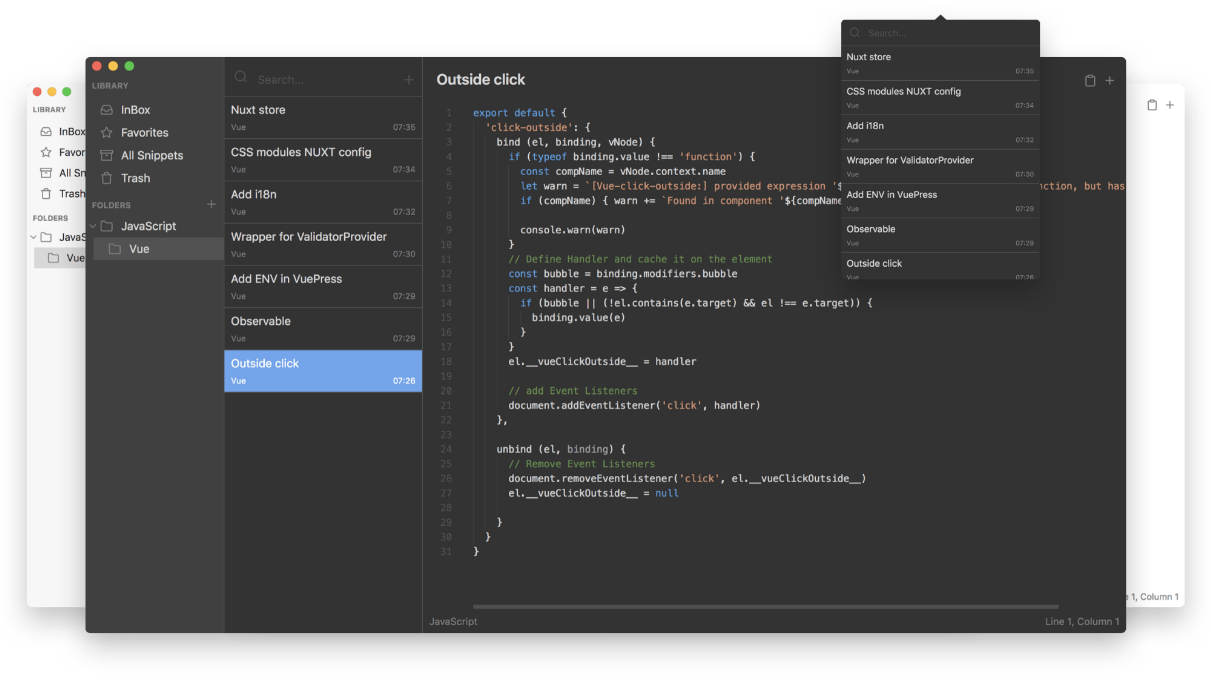 LIBRARY
InBox
Favor
All Sn
Trash
FOLDERS
JavaS
Vue
LIBRARY
InBox
Favorites
All Snippets
Trash
FOLDERS
JavaScript
Vue
Search...
Nuxt store
Vue 07:35
CSS modules NUXT config
Vue 07:34
Add i18n
Vue 07:32
Wrapper for ValidatorProvider
Vue 07:30
Add ENV in VuePress
Vue 07:29
Observable
Vue 07:29
Outside click
Vue 07:26
Outside click
1 export default {
2 'click-outside': {
3 bind (el, binding, vNode) {
4 if (typeof binding.value !== 'function') {
5 const compName = vNode.context.name
6 let warn = `[Vue-click-outside:] provided expression '$ nction, but has
7 if (compName) { warn += `Found in component '${compName
8
9 console.warn(warn)
10 }
11 // Define Handler and cache it on the element
12 const bubble = binding.modifiers.bubble
13 const handler = e => {
14 if (bubble || (!el.contains(e.target) && el !== e.target)) {
15 binding.value(e)
16 }
17 }
18 el.__vueClickOutside__ = handler
19
20 // add Event Listeners
21 document.addEventListener('click', handler)
22 },
23
24 unbind (el, binding) {
25 // Remove Event Listeners
26 document.removeEventListener('click', el.__vueClickOutside__)
27 el.__vueClickOutside__ = null
28
29 }
30 }
31 }
JavaScript
Line 1, Column 1
Search...
Nuxt store
Vue 07:35
CSS modules NUXT config
Vue 07:34
Add i18n
Vue 07:32
Wrapper for ValidatorProvider
Vue 07:30
Add ENV in VuePress
Vue 07:29
Observable
Vue 07:29
Outside click
Vue 07:26
e 1, Column 1